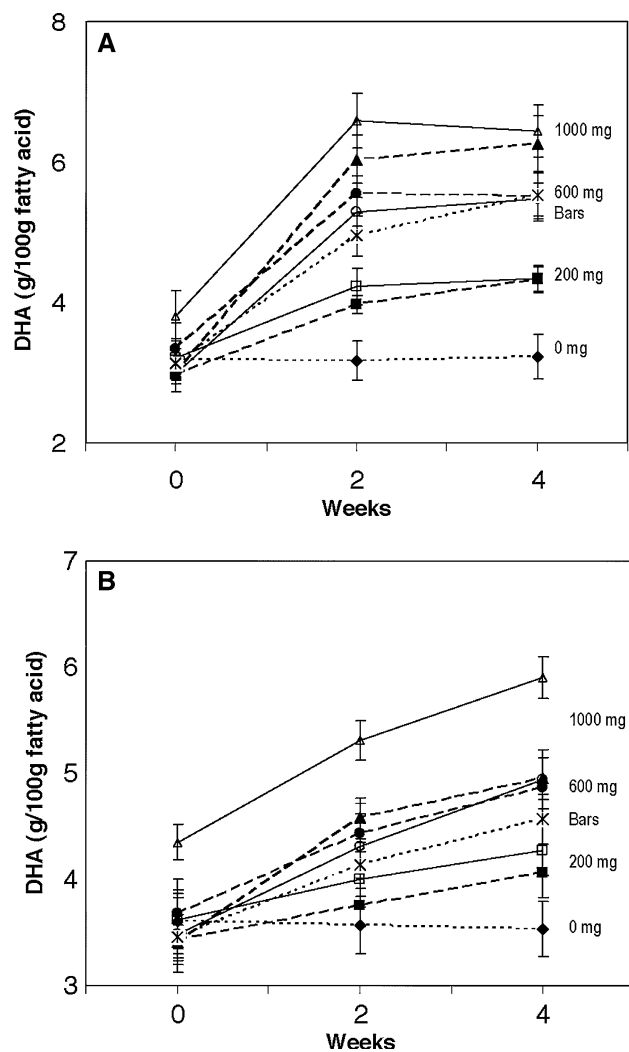 A
8
6
4
2
DHA (g/100g fatty acid)
1000 mg
600 mg
Bars
200 mg
0 mg
0 2 4
Weeks
B
7
6
5
4
3
DHA (g/100g fatty acid)
1000 mg
600 mg
Bars
200 mg
0 mg
0 2 4
Weeks